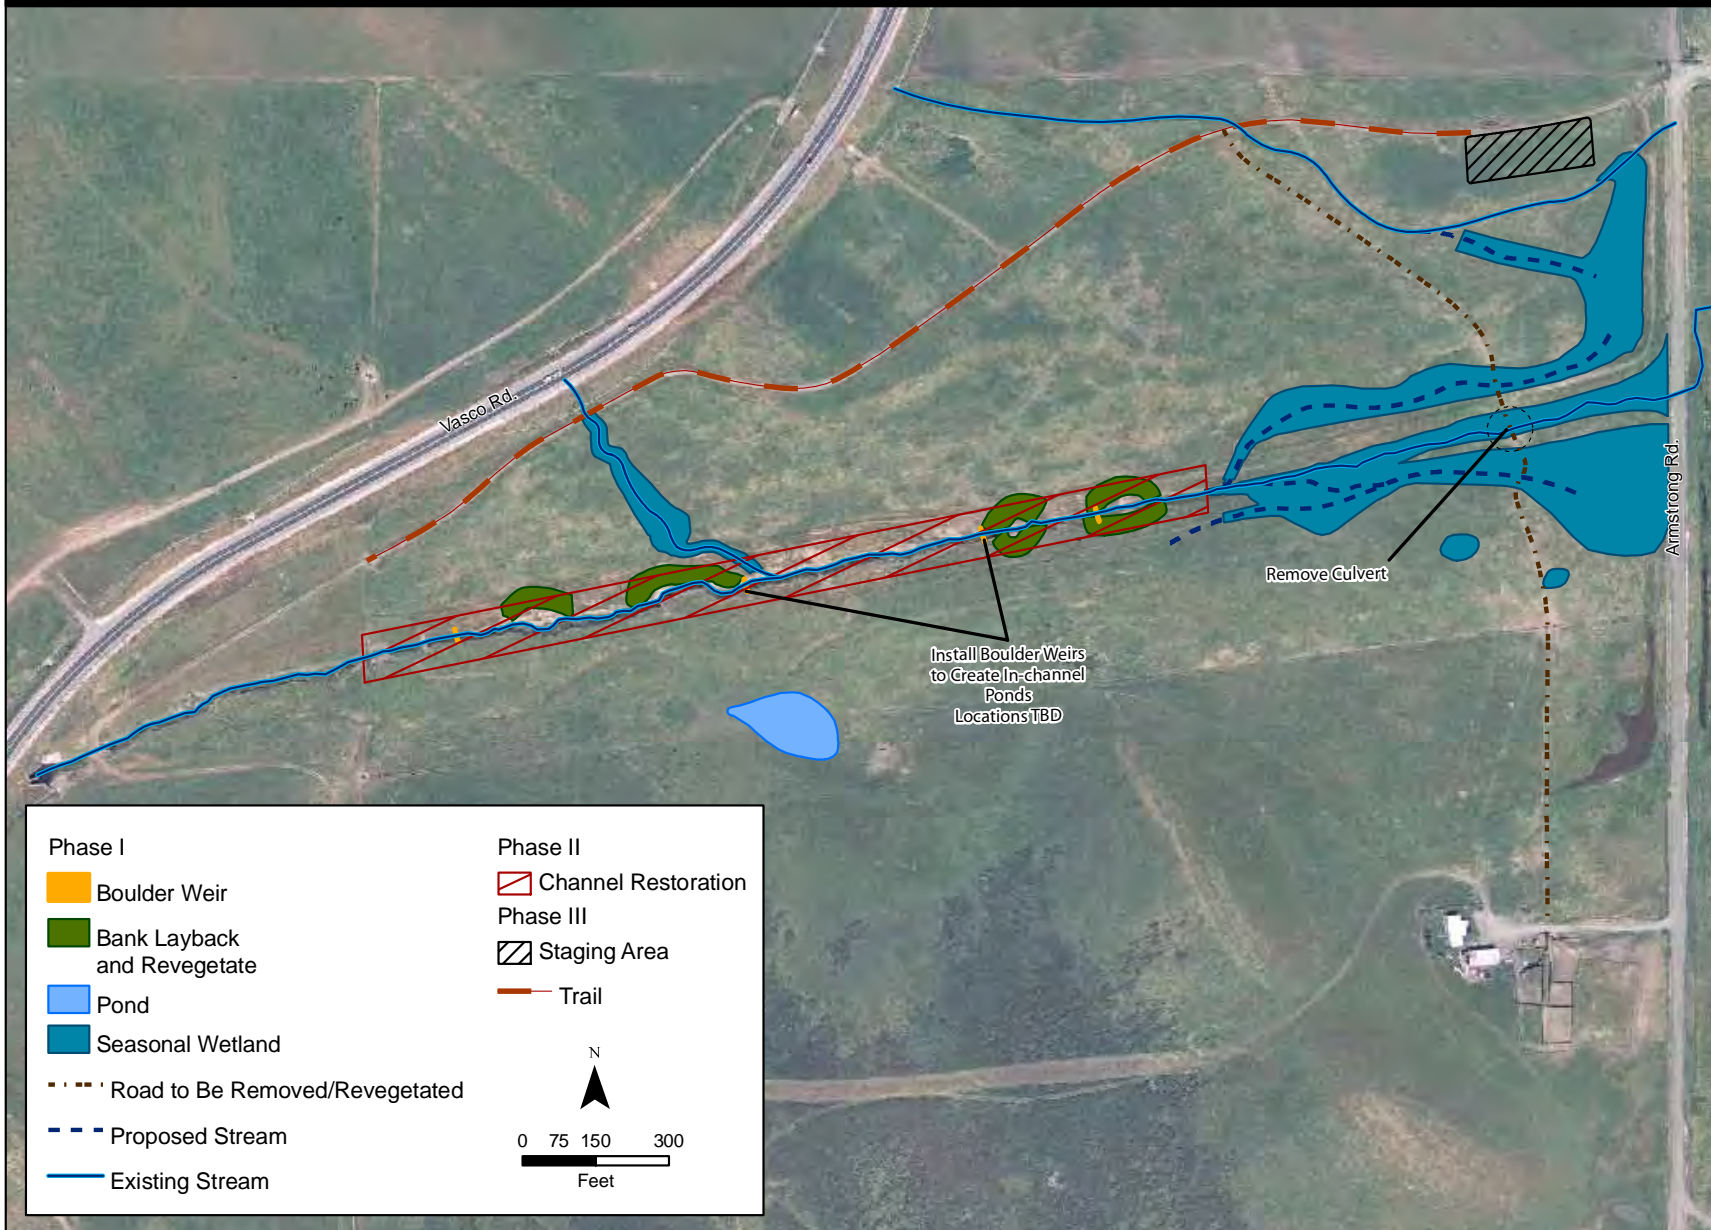 Vasco Rd.
Armstrong Rd.
Remove Culvert
Install Boulder Weirs
to Create In-channel
Ponds
Locations TBD
Phase I
Boulder Weir
Bank Layback
and Revegetate
Pond
Seasonal Wetland
Road to Be Removed/Revegetated
Proposed Stream
Existing Stream
Phase II
Channel Restoration
Phase III
Staging Area
Trail
N
0 75 150 300
Feet